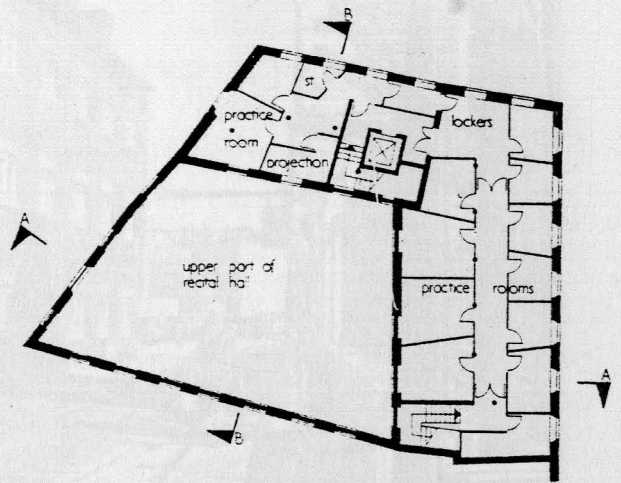 B
st
practice
room
lockers
projection
A
upper part of
recital hall
practice rooms
A
B